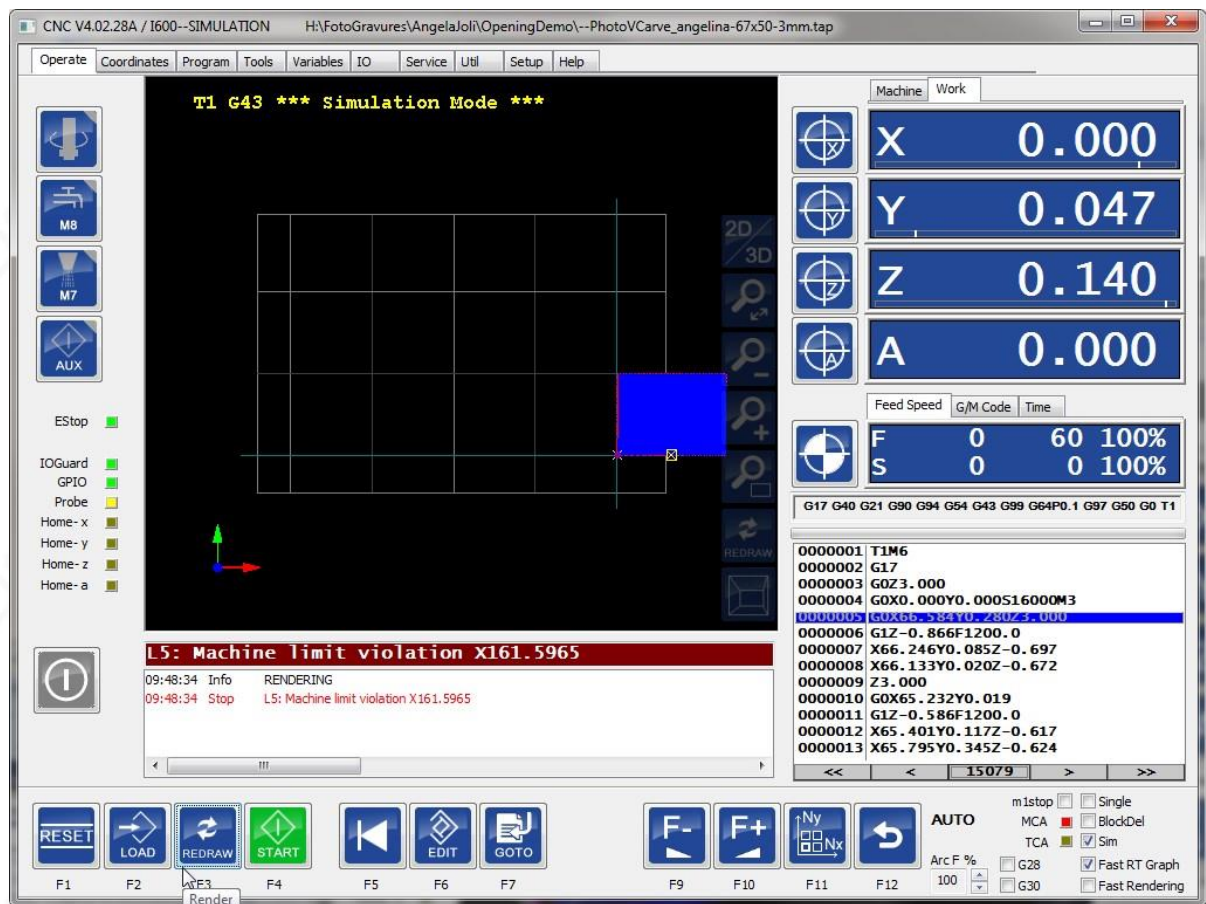 CNC V4.02.28A / I600--SIMULATION H:\FotoGravures\AngelaJoli\OpeningDemo\--PhotoVCarve_angelina-67x50-3mm.tap
Operate Coordinates Program Tools Variables IO Service Util Setup Help
T1 G43 *** Simulation Mode ***
M8
M7
AUX
EStop
IOGuard
GPIO
Probe
Home-x
Home-y
Home-z
Home-a
2D/3D
REDRAW
Machine Work
X 0.000
Y 0.047
Z 0.140
A 0.000
Feed Speed G/M Code Time
F 0 60 100%
S 0 0 100%
G17 G40 G21 G90 G94 G54 G43 G99 G64P0.1 G97 G50 G0 T1
0000001 T1M6
0000002 G17
0000003 G0Z3.000
0000004 G0X0.000Y0.000S16000M3
0000005 G0X66.584Y0.280Z3.000
0000006 G1Z-0.866F1200.0
0000007 X66.246Y0.085Z-0.697
0000008 X66.133Y0.020Z-0.672
0000009 Z3.000
0000010 G0X65.232Y0.019
0000011 G1Z-0.586F1200.0
0000012 X65.401Y0.117Z-0.617
0000013 X65.795Y0.345Z-0.624
<< < 15079 > >>
L5: Machine limit violation X161.5965
09:48:34 Info RENDERING
09:48:34 Stop L5: Machine limit violation X161.5965
RESET LOAD REDRAW START EDIT GOTO F- F+ Ny Nx
F1 F2 F3 F4 F5 F6 F7 F9 F10 F11 F12
Render
AUTO
Arc F %
100
m1stop Single
MCA BlockDel
TCA Sim
G28 Fast RT Graph
G30 Fast Rendering